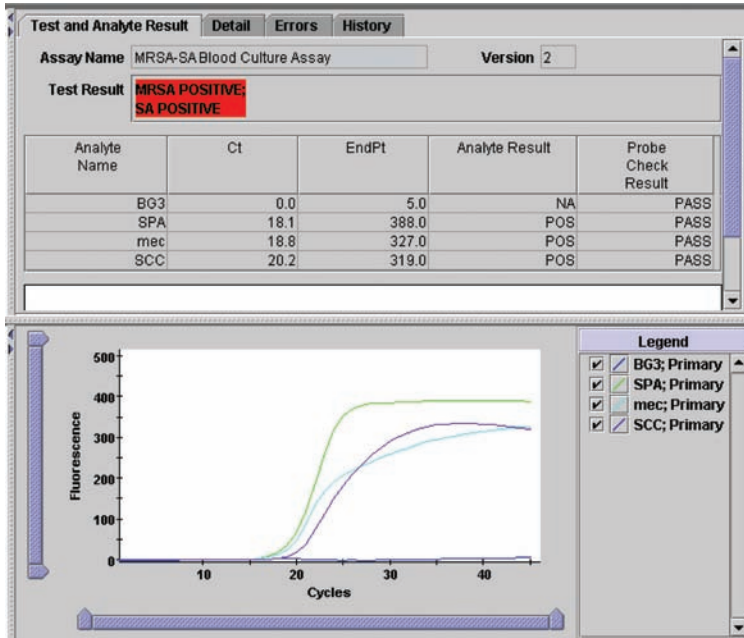 Test and Analyte Result Detail Errors History
Assay Name MRSA-SA Blood Culture Assay Version 2
Test Result MRSA POSITIVE;
SA POSITIVE
Analyte Name Ct EndPt Analyte Result Probe Check Result
BG3 0.0 5.0 NA PASS
SPA 18.1 388.0 POS PASS
mec 18.8 327.0 POS PASS
SCC 20.2 319.0 POS PASS
500
400
300
200
100
0
Fluorescence
10 20 30 40
Cycles
Legend
BG3; Primary
SPA; Primary
mec; Primary
SCC; Primary